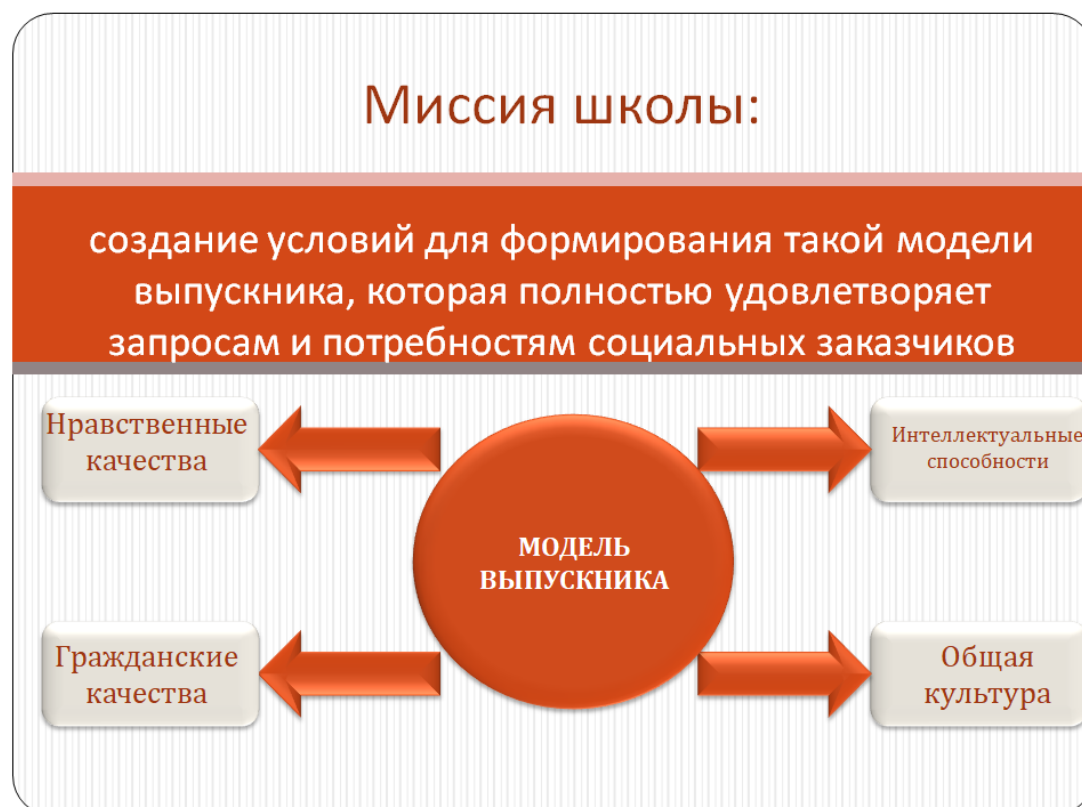 Миссия школы:
создание условий для формирования такой модели
выпускника, которая полностью удовлетворяет
запросам и потребностям социальных заказчиков
Нравственные
качества
Интеллектуальные
способности
МОДЕЛЬ
ВЫПУСКНИКА
Гражданские
качества
Общая
культура